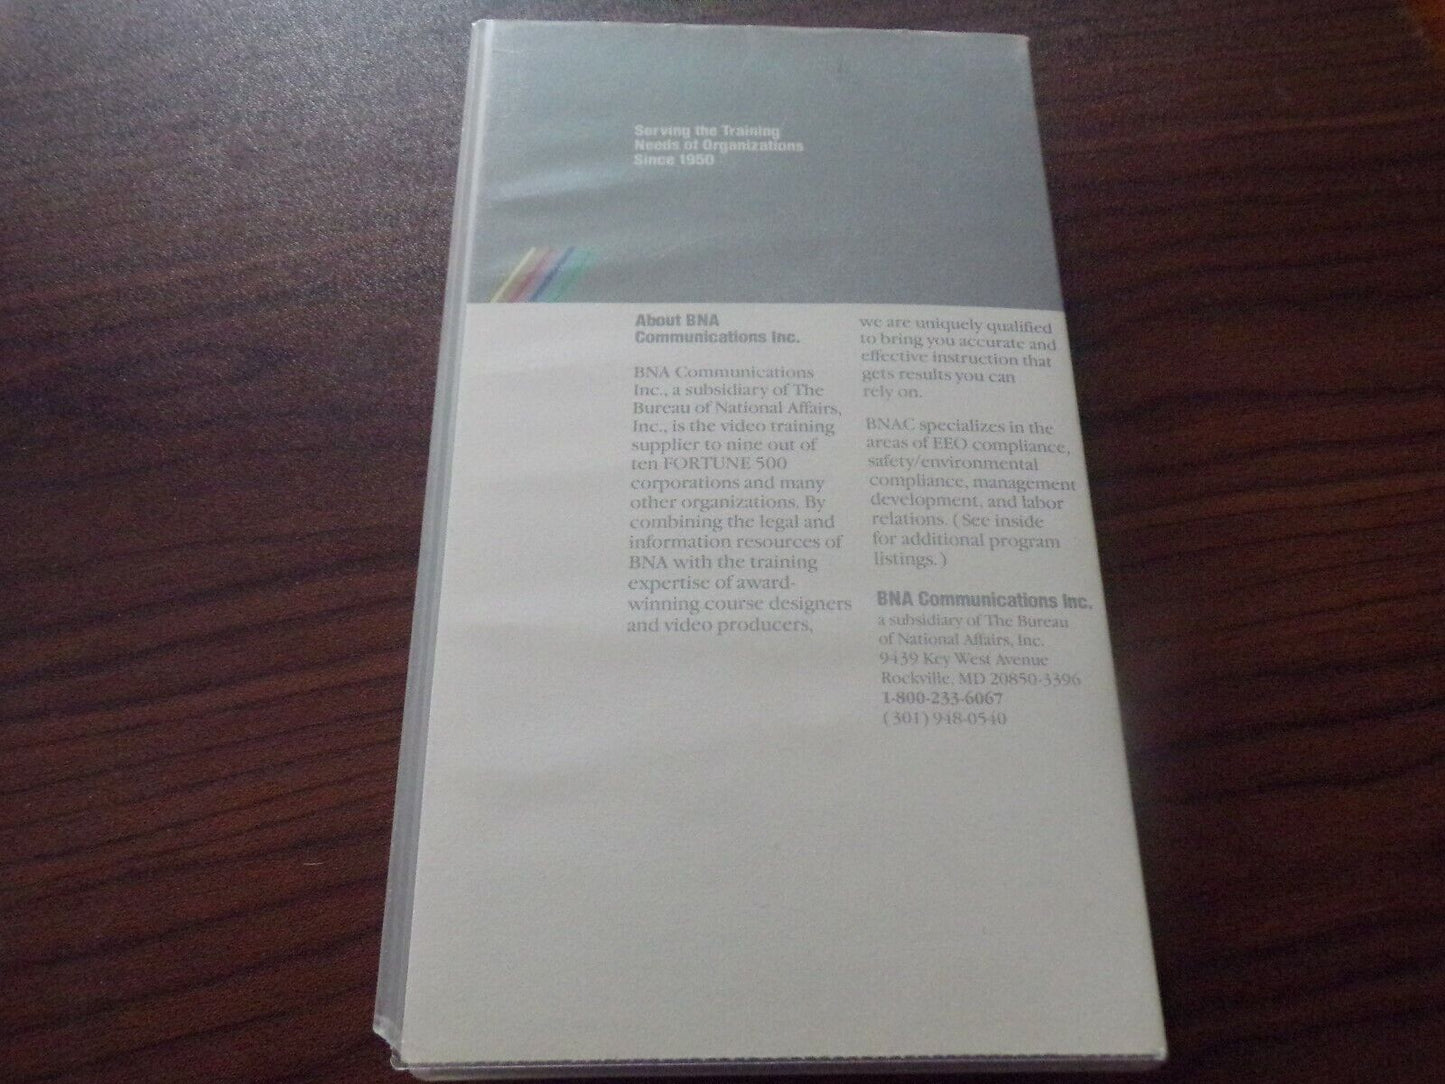 Serving the Training
Needs of Organizations
Since 1950
About BNA
Communications Inc.
BNA Communications
Inc., a subsidiary of The
Bureau of National Affairs,
Inc., is the video training
supplier to nine out of
ten FORTUNE 500
corporations and many
other organizations. By
combining the legal and
information resources of
BNA with the training
expertise of award-
winning course designers
and video producers,
we are uniquely qualified
to bring you accurate and
effective instruction that
gets results you can
rely on.
BNAC specializes in the
areas of EEO compliance,
safety/environmental
compliance, management
development, and labor
relations. (See inside
for additional program
listings.)
BNA Communications Inc.
a subsidiary of The Bureau
of National Affairs, Inc.
9439 Key West Avenue
Rockville, MD 20850-3396
1-800-233-6067
(301) 948-0540